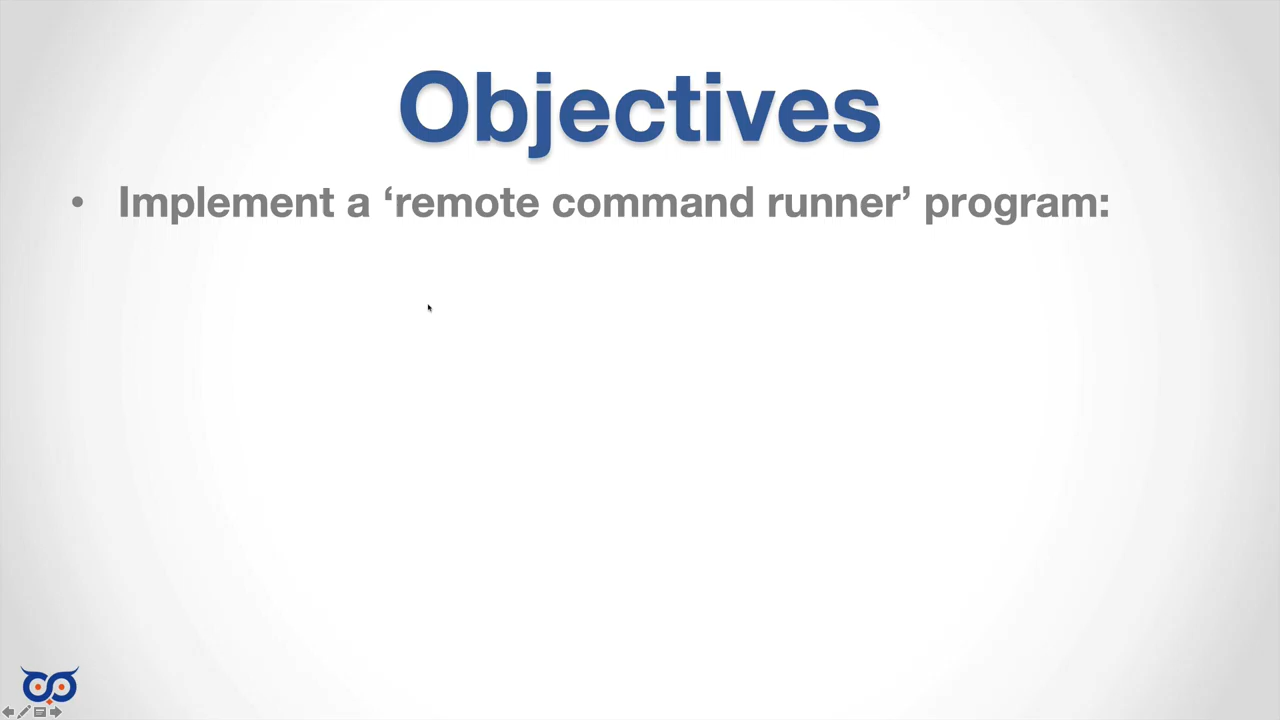 Objectives
• Implement a ‘remote command runner’ program: